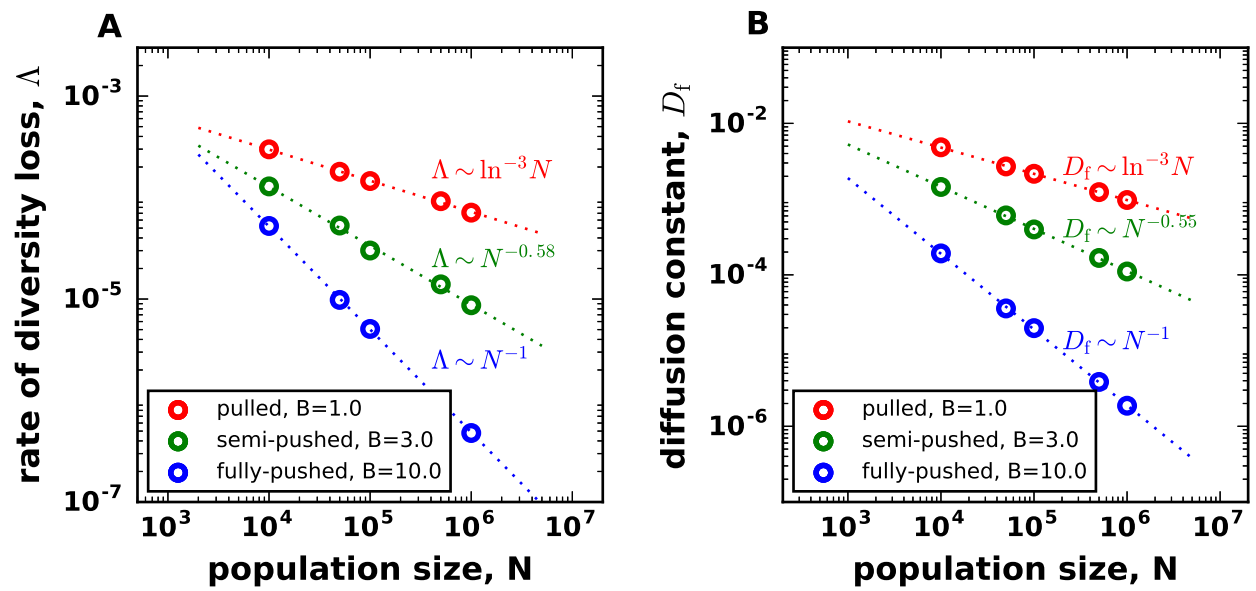 A
rate of diversity loss, Λ
10⁻³
10⁻⁵
10⁻⁷
Λ ∼ ln⁻³N
Λ ∼ N⁻⁰·⁵⁸
Λ ∼ N⁻¹
pulled, B=1.0
semi-pushed, B=3.0
fully-pushed, B=10.0
10³ 10⁴ 10⁵ 10⁶ 10⁷
population size, N
B
diffusion constant, D_f
10⁻²
10⁻⁴
10⁻⁶
D_f ∼ ln⁻³N
D_f ∼ N⁻⁰·⁵⁵
D_f ∼ N⁻¹
pulled, B=1.0
semi-pushed, B=3.0
fully-pushed, B=10.0
10³ 10⁴ 10⁵ 10⁶ 10⁷
population size, N